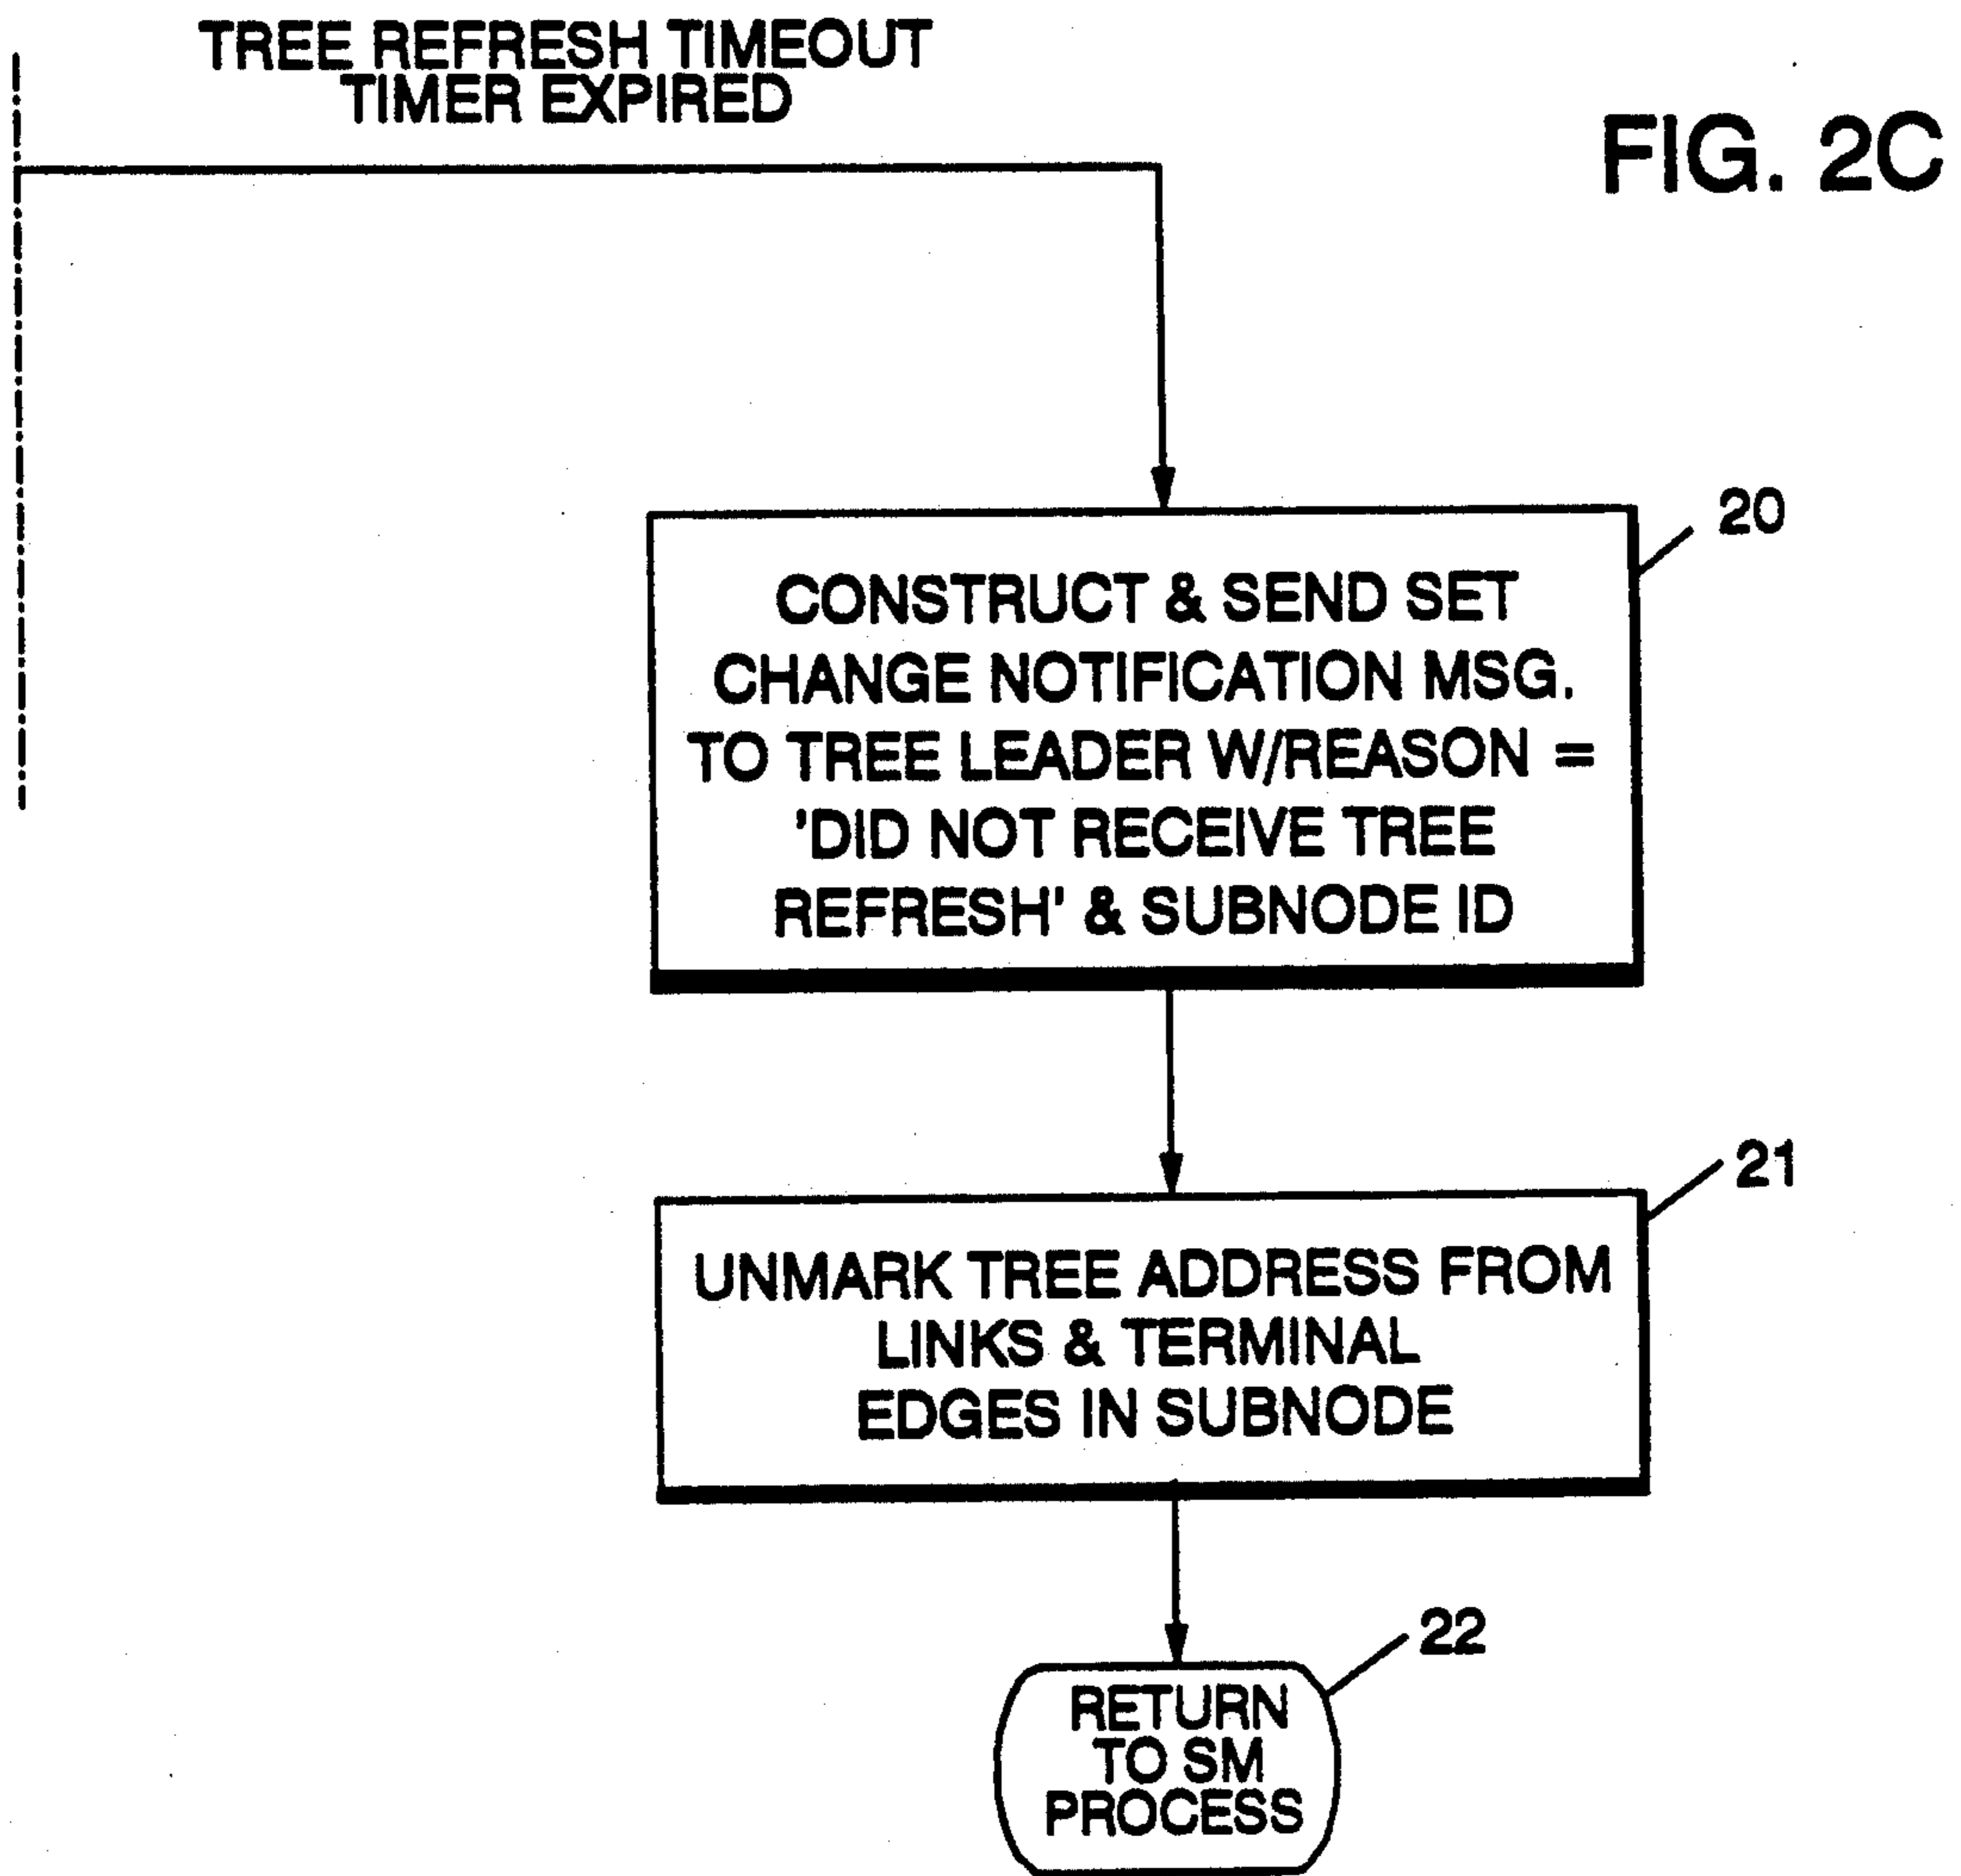 TREE REFRESH TIMEOUT
TIMER EXPIRED
FIG. 2C
20
CONSTRUCT & SEND SET
CHANGE NOTIFICATION MSG.
TO TREE LEADER W/REASON =
'DID NOT RECEIVE TREE
REFRESH' & SUBNODE ID
21
UNMARK TREE ADDRESS FROM
LINKS & TERMINAL
EDGES IN SUBNODE
22
RETURN
TO SM
PROCESS